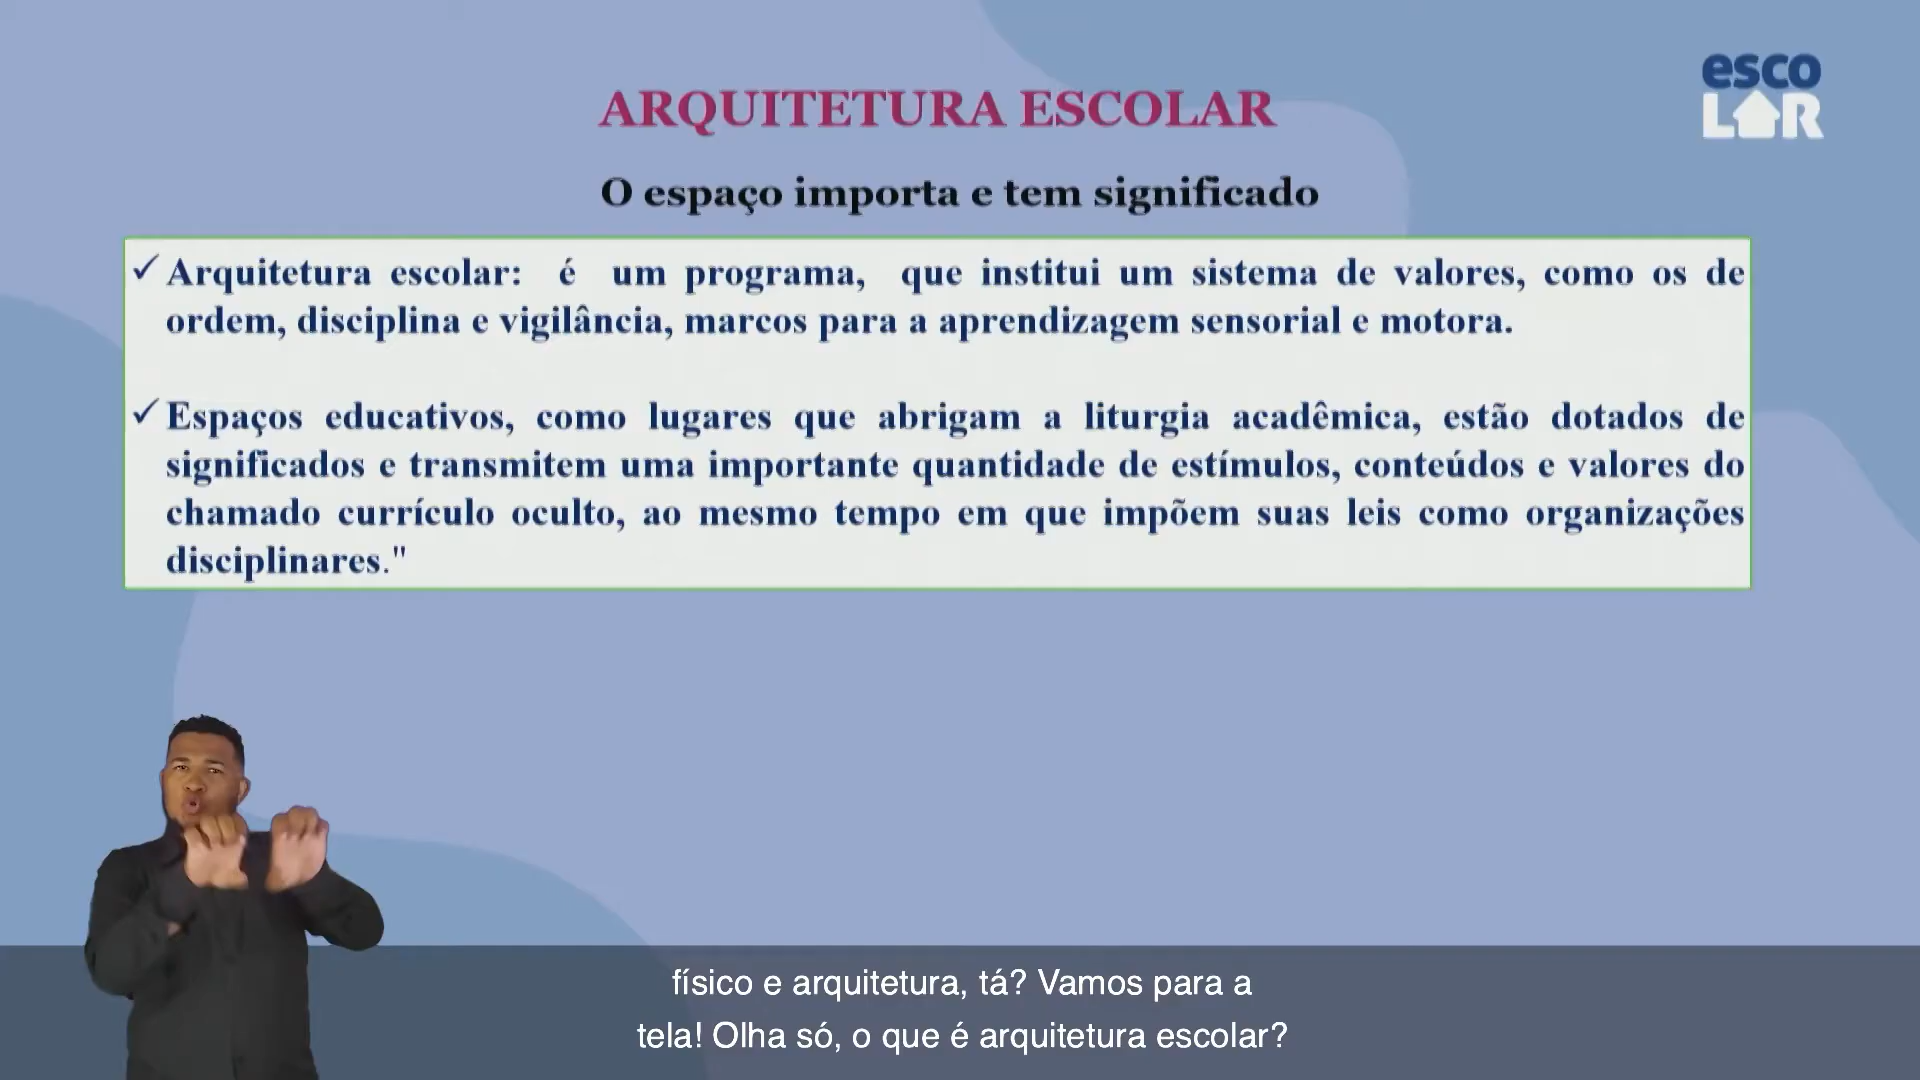 esco
LAR
ARQUITETURA ESCOLAR
O espaço importa e tem significado
✓ Arquitetura escolar: é um programa, que institui um sistema de valores, como os de
ordem, disciplina e vigilância, marcos para a aprendizagem sensorial e motora.
✓ Espaços educativos, como lugares que abrigam a liturgia acadêmica, estão dotados de
significados e transmitem uma importante quantidade de estímulos, conteúdos e valores do
chamado currículo oculto, ao mesmo tempo em que impõem suas leis como organizações
disciplinares."
físico e arquitetura, tá? Vamos para a
tela! Olha só, o que é arquitetura escolar?